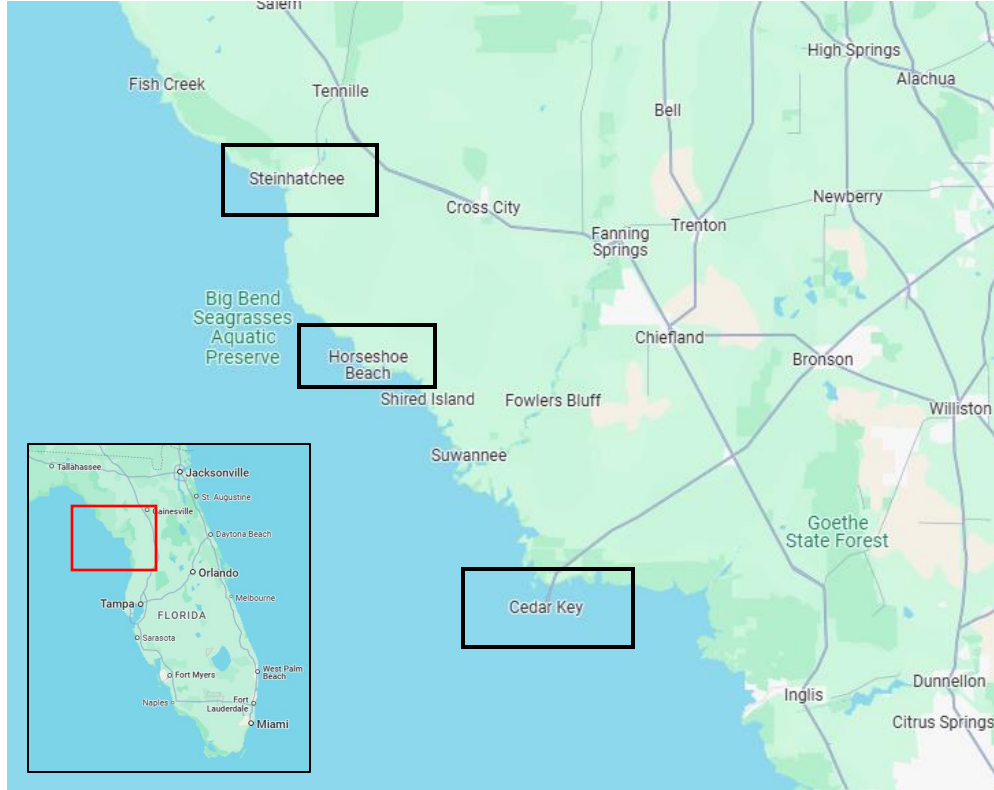 Salem
High Springs
Alachua
Fish Creek
Tennille
Bell
Steinhatchee
Newberry
Cross City
Trenton
Fanning
Springs
Big Bend
Seagrasses
Aquatic
Preserve
Chiefland
Horseshoe
Beach
Bronson
Shired Island
Fowlers Bluff
Williston
Suwannee
Goethe
State Forest
Cedar Key
Inglis
Dunnellon
Citrus Springs
Tallahassee
Jacksonville
St. Augustine
Gainesville
Daytona Beach
Orlando
Melbourne
Tampa
FLORIDA
Sarasota
Fort Myers
West Palm
Beach
Naples
Fort
Lauderdale
Miami